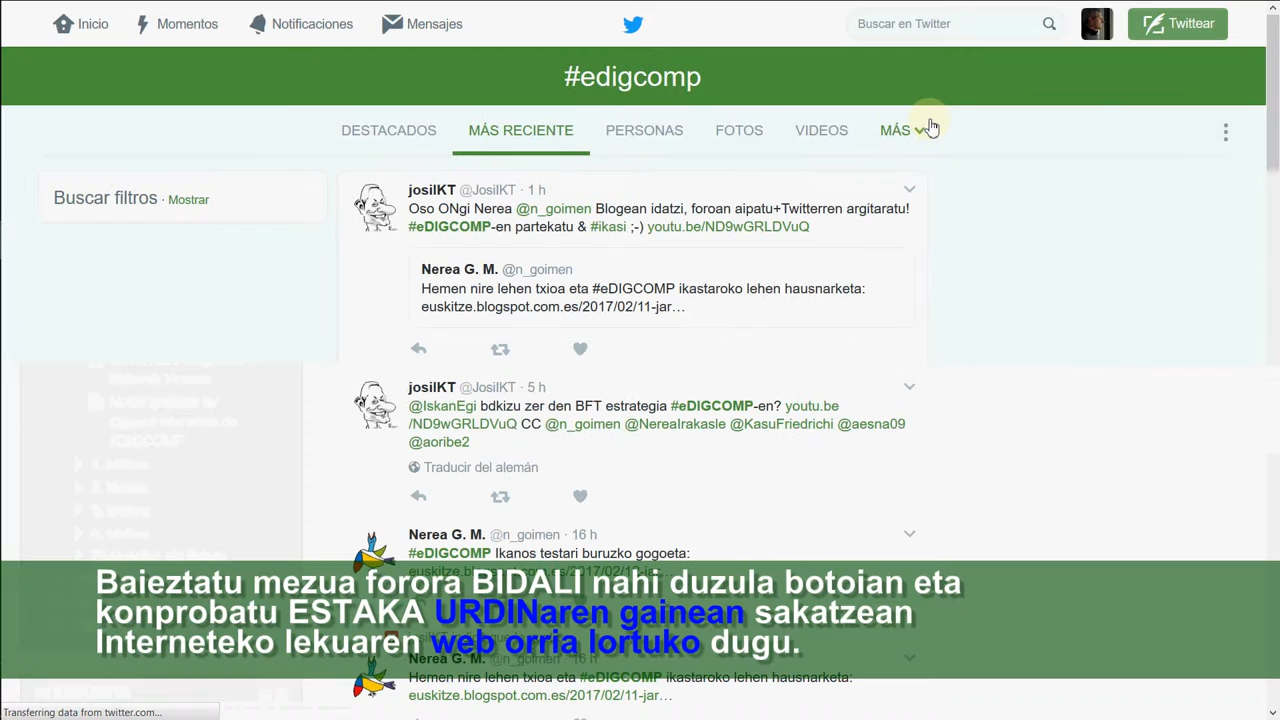 Inicio Momentos Notificaciones Mensajes Buscar en Twitter Twittear
#edigcomp
DESTACADOS MÁS RECIENTE PERSONAS FOTOS VIDEOS MÁS
Buscar filtros · Mostrar
josiIKT @JosiIKT · 1 h
Oso ONgi Nerea @n_goimen Blogean idatzi, foroan aipatu+Twitterren argitaratu!
#eDIGCOMP-en partekatu & #ikasi ;-) youtu.be/ND9wGRLDVuQ
Nerea G. M. @n_goimen
Hemen nire lehen txioa eta #eDIGCOMP ikastaroko lehen hausnarketa:
euskitze.blogspot.com.es/2017/02/11-jar…
josiIKT @JosiIKT · 5 h
@IskanEgi bdkizu zer den BFT estrategia #eDIGCOMP-en? youtu.be
/ND9wGRLDVuQ CC @n_goimen @NereaIrakasle @KasuFriedrichi @aesna09
@aoribe2
Traducir del alemán
Nerea G. M. @n_goimen · 16 h
#eDIGCOMP Ikanos testari buruzko gogoeta:
Baieztatu mezua forora BIDALI nahi duzula botoian eta
konprobatu ESTAKA URDINaren gainean sakatzean
Interneteko lekuaren web orria lortuko dugu.
Nerea G. M. @n_goimen · 16 h
Hemen nire lehen txioa eta #eDIGCOMP ikastaroko lehen hausnarketa:
euskitze.blogspot.com.es/2017/02/11-jar…
Transferring data from twitter.com...